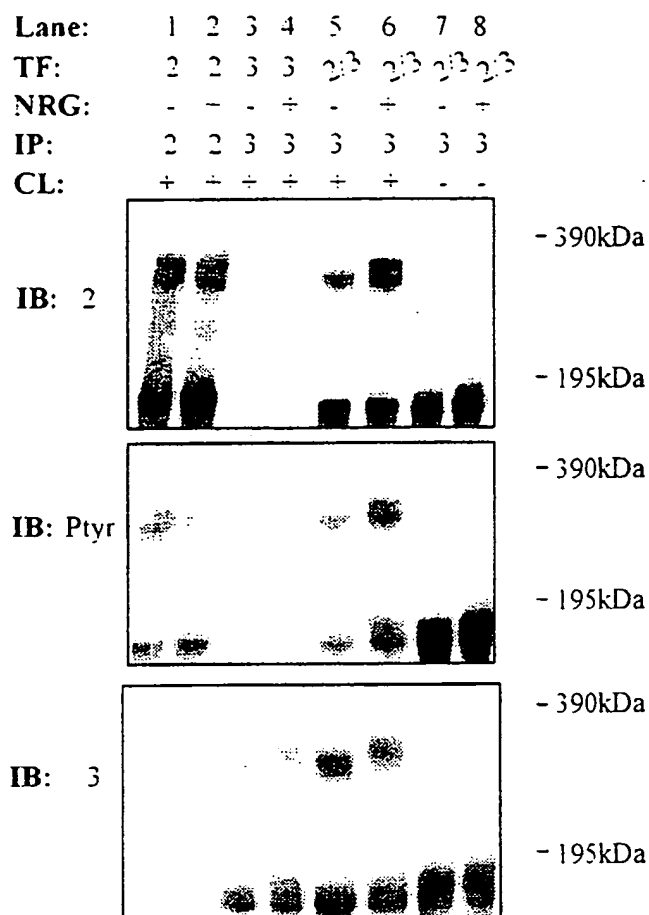 Lane: 1 2 3 4 5 6 7 8
TF: 2 2 3 3 2:3 2:3 2:3 2:3
NRG: - - - + - + - +
IP: 2 2 3 3 3 3 3 3
CL: + + + + + + - -
- 390kDa
IB: 2
- 195kDa
- 390kDa
IB: Ptyr
- 195kDa
- 390kDa
IB: 3
- 195kDa